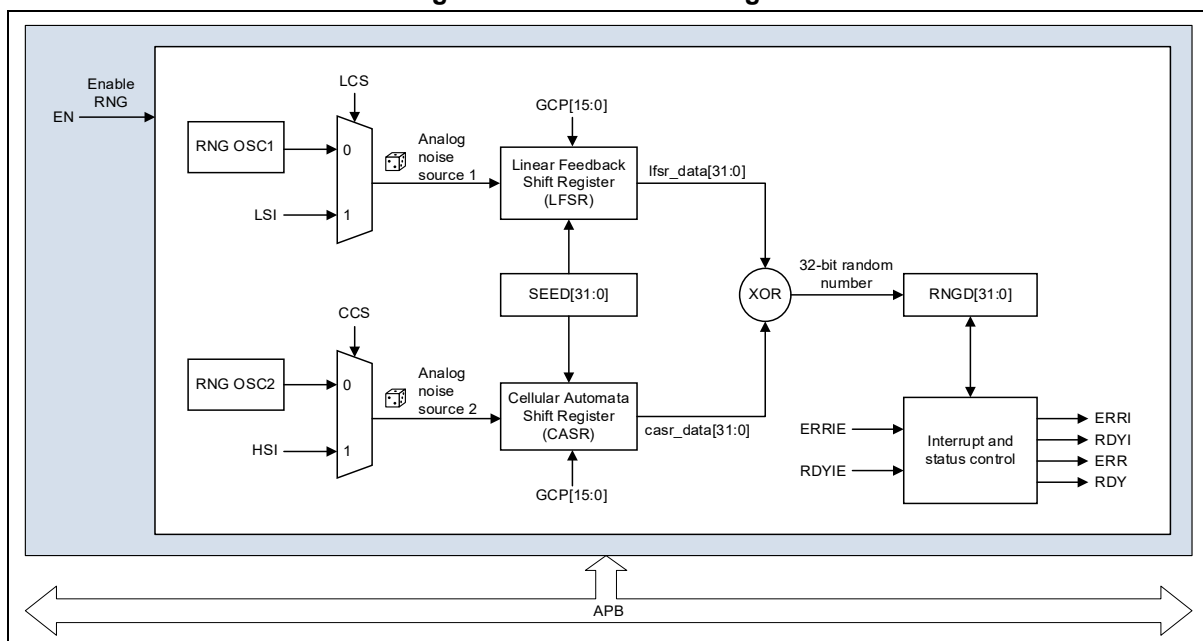 Enable
RNG
EN
LCS
GCP[15:0]
RNG OSC1
0
Analog
noise
source 1
Linear Feedback
Shift Register
(LFSR)
lfsr_data[31:0]
LSI
1
SEED[31:0]
XOR
32-bit random
number
RNGD[31:0]
CCS
RNG OSC2
0
Analog
noise
source 2
Cellular Automata
Shift Register
(CASR)
casr_data[31:0]
HSI
1
GCP[15:0]
ERRIE
RDYIE
Interrupt and
status control
ERRI
RDYI
ERR
RDY
APB